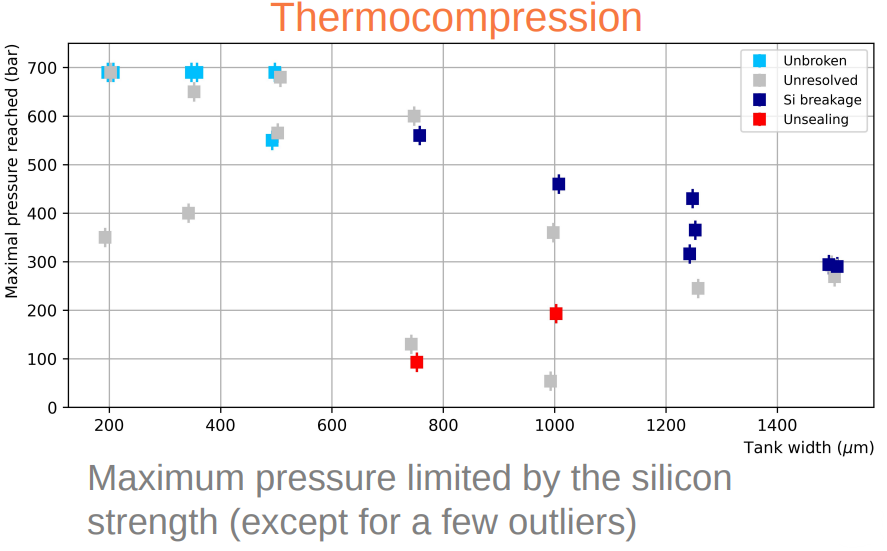 Thermocompression
Maximal pressure reached (bar)
700
600
500
400
300
200
100
0
Unbroken
Unresolved
Si breakage
Unsealing
200 400 600 800 1000 1200 1400
Tank width (μm)
Maximum pressure limited by the silicon
strength (except for a few outliers)